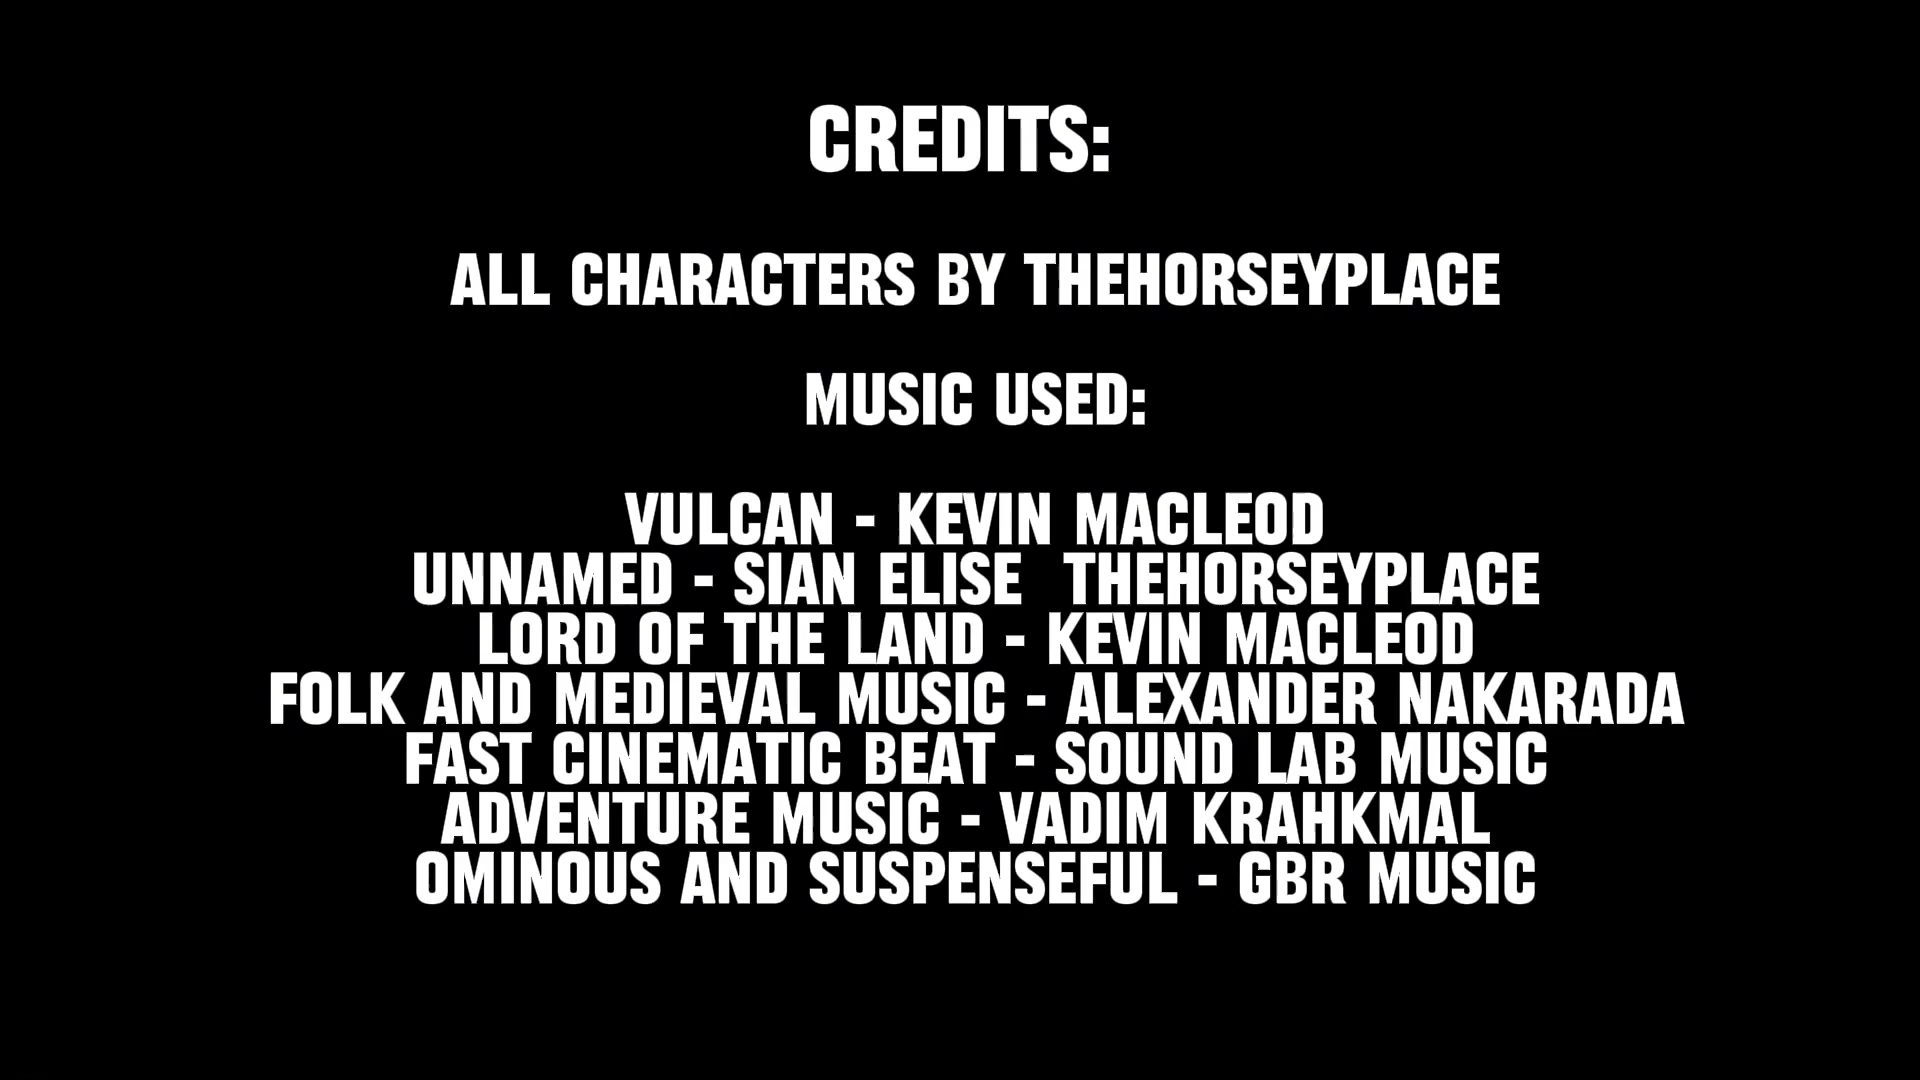 CREDITS:
ALL CHARACTERS BY THEHORSEYPLACE
MUSIC USED:
VULCAN - KEVIN MACLEOD
UNNAMED - SIAN ELISE  THEHORSEYPLACE
LORD OF THE LAND - KEVIN MACLEOD
FOLK AND MEDIEVAL MUSIC - ALEXANDER NAKARADA
FAST CINEMATIC BEAT - SOUND LAB MUSIC
ADVENTURE MUSIC - VADIM KRAHKMAL
OMINOUS AND SUSPENSEFUL - GBR MUSIC